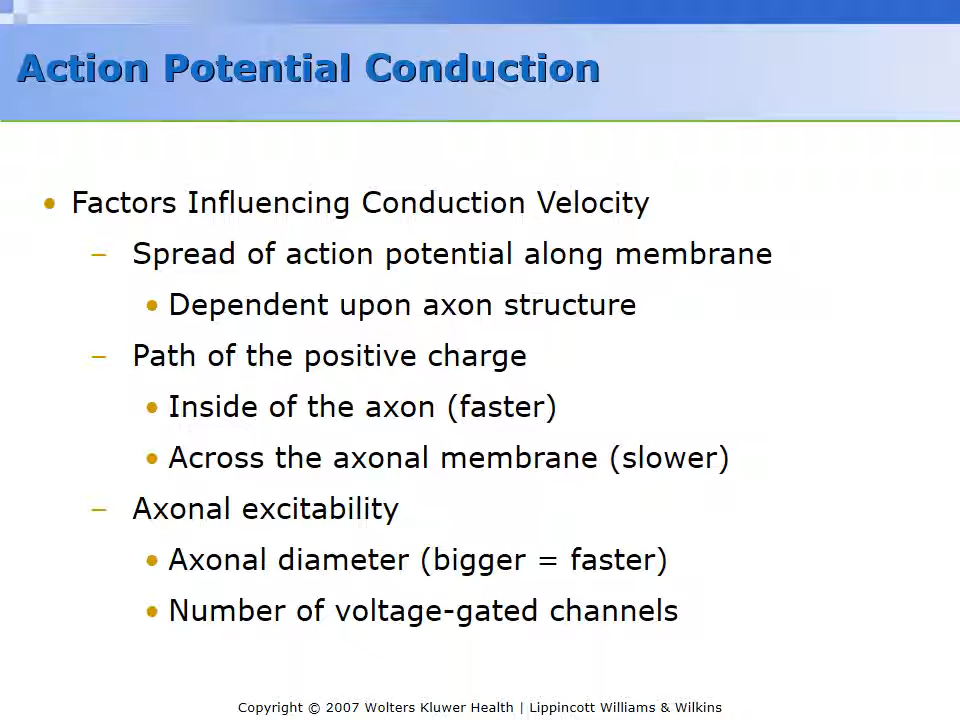 Action Potential Conduction
• Factors Influencing Conduction Velocity
– Spread of action potential along membrane
• Dependent upon axon structure
– Path of the positive charge
• Inside of the axon (faster)
• Across the axonal membrane (slower)
– Axonal excitability
• Axonal diameter (bigger = faster)
• Number of voltage-gated channels
Copyright © 2007 Wolters Kluwer Health | Lippincott Williams & Wilkins